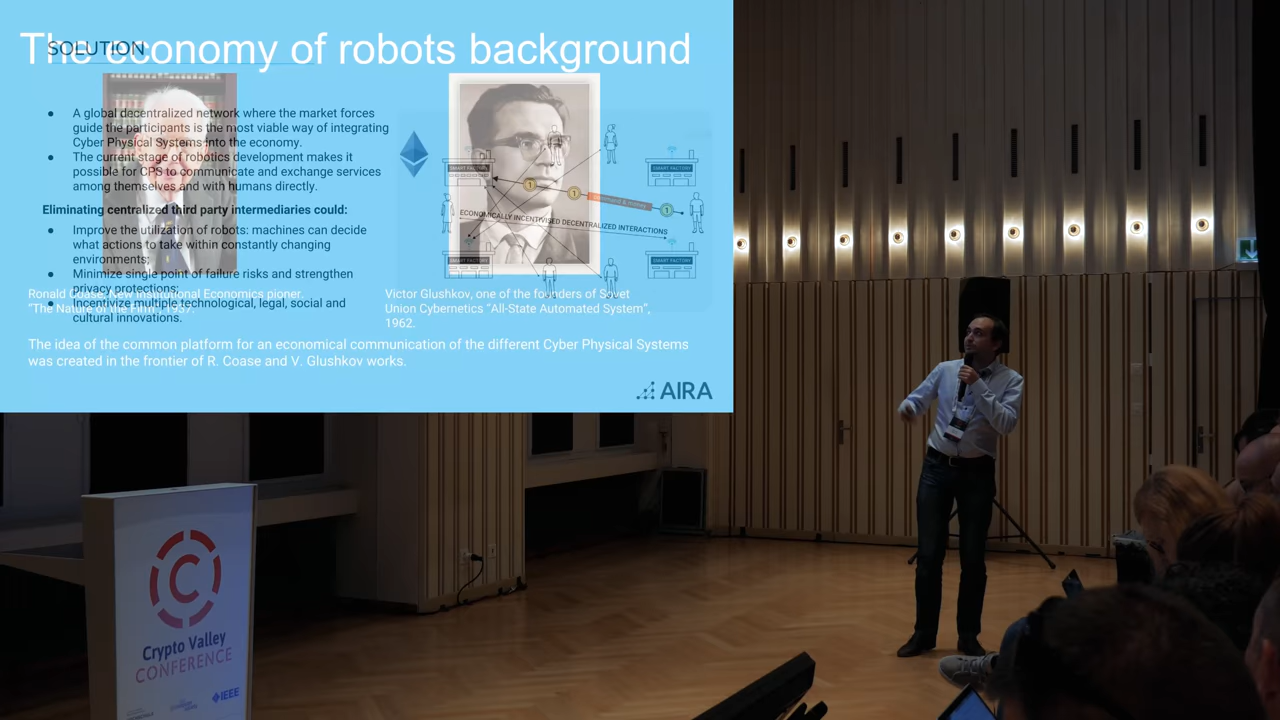 The economy of robots background
SOLUTION
A global decentralized network where the market forces
guide the participants is the most viable way of integrating
Cyber Physical Systems into the economy.
The current stage of robotics development makes it
possible for CPS to communicate and exchange services
among themselves and with humans directly.
Eliminating centralized third party intermediaries could:
Improve the utilization of robots: machines can decide
what actions to take within constantly changing
environments;
Minimize single point of failure risks and strengthen
privacy protections;
Incentivize multiple technological, legal, social and
cultural innovations.
SMART FACTORY
SMART FACTORY
1
1
1
ECONOMICALLY INCENTIVISED DECENTRALIZED INTERACTIONS
SMART FACTORY
SMART FACTORY
Ronald Coase, New Institutional Economics pioner.
"The Nature of the Firm", 1937.
Victor Glushkov, one of the founders of Sovet
Union Cybernetics "All-State Automated System",
1962.
The idea of the common platform for an economical communication of the different Cyber Physical Systems
was created in the frontier of R. Coase and V. Glushkov works.
AIRA
C
Crypto Valley
CONFERENCE
IEEE